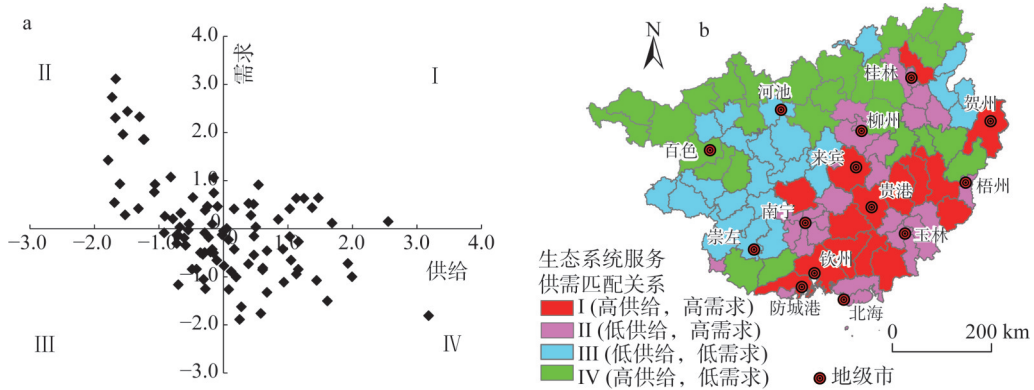 a
4.0
需求
II
3.0
I
2.0
1.0
0
−3.0
−2.0
−1.0
1.0
2.0
3.0
4.0
供给
−1.0
−2.0
III
IV
−3.0
b
N
桂林
河池
贺州
柳州
百色
来宾
梧州
贵港
南宁
玉林
崇左
钦州
防城港
北海
生态系统服务
供需匹配关系
I (高供给，高需求)
II (低供给，高需求)
III (低供给，低需求)
IV (高供给，低需求)
0 200 km
地级市